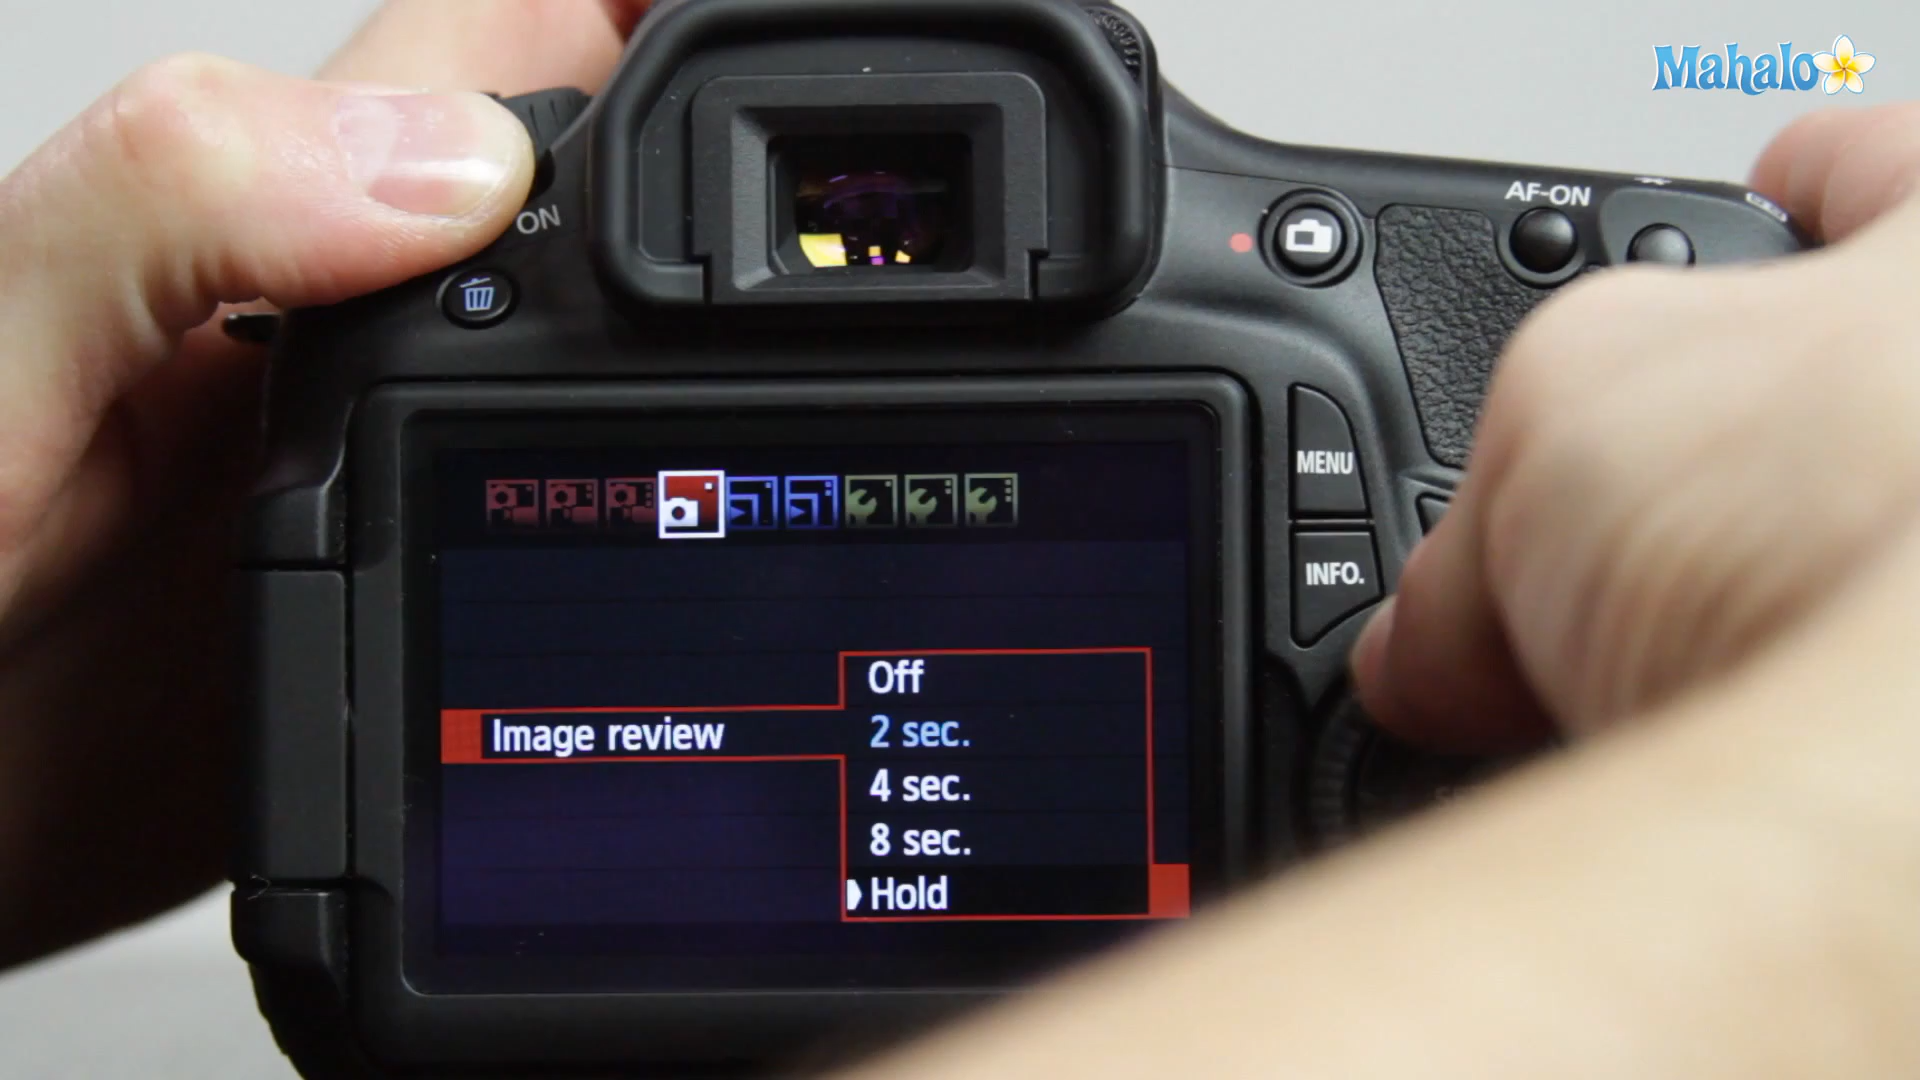 Mahalo
AF-ON
ON
MENU
INFO.
Image review
Off
2 sec.
4 sec.
8 sec.
Hold